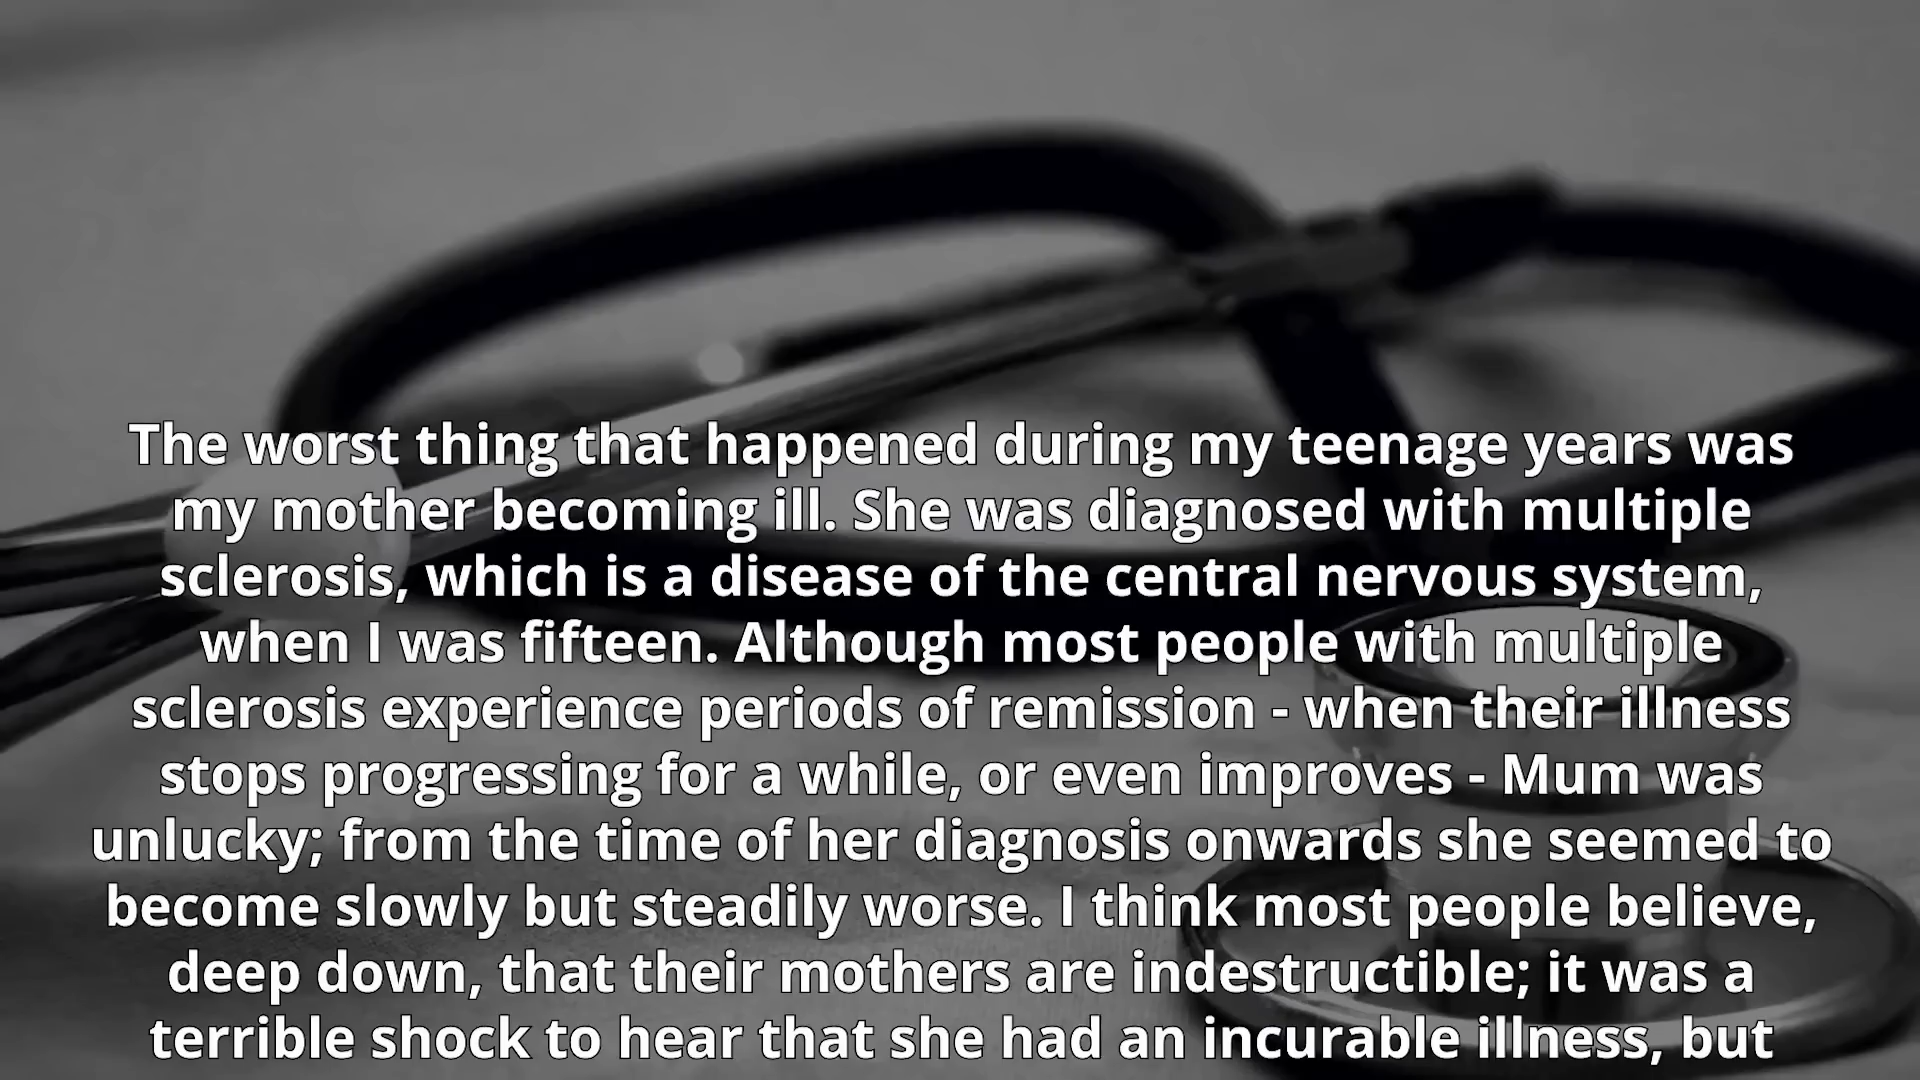 The worst thing that happened during my teenage years was
my mother becoming ill. She was diagnosed with multiple
sclerosis, which is a disease of the central nervous system,
when I was fifteen. Although most people with multiple
sclerosis experience periods of remission - when their illness
stops progressing for a while, or even improves - Mum was
unlucky; from the time of her diagnosis onwards she seemed to
become slowly but steadily worse. I think most people believe,
deep down, that their mothers are indestructible; it was a
terrible shock to hear that she had an incurable illness, but